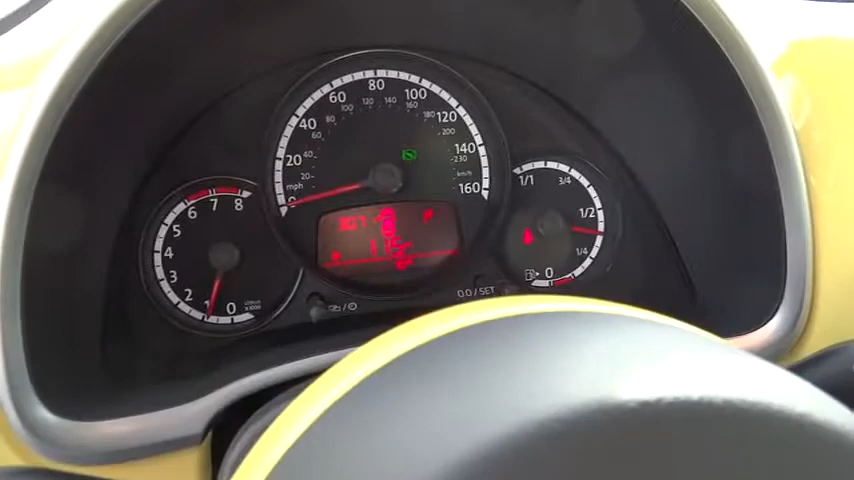 20 40 60 80 100 120 140 160
20 40 80 100 120 140 160 180 200 230
mph
km/h
0
1 2 3 4 5 6 7 8
0
1/1 3/4 1/2 1/4 0
P
0.0 / SET